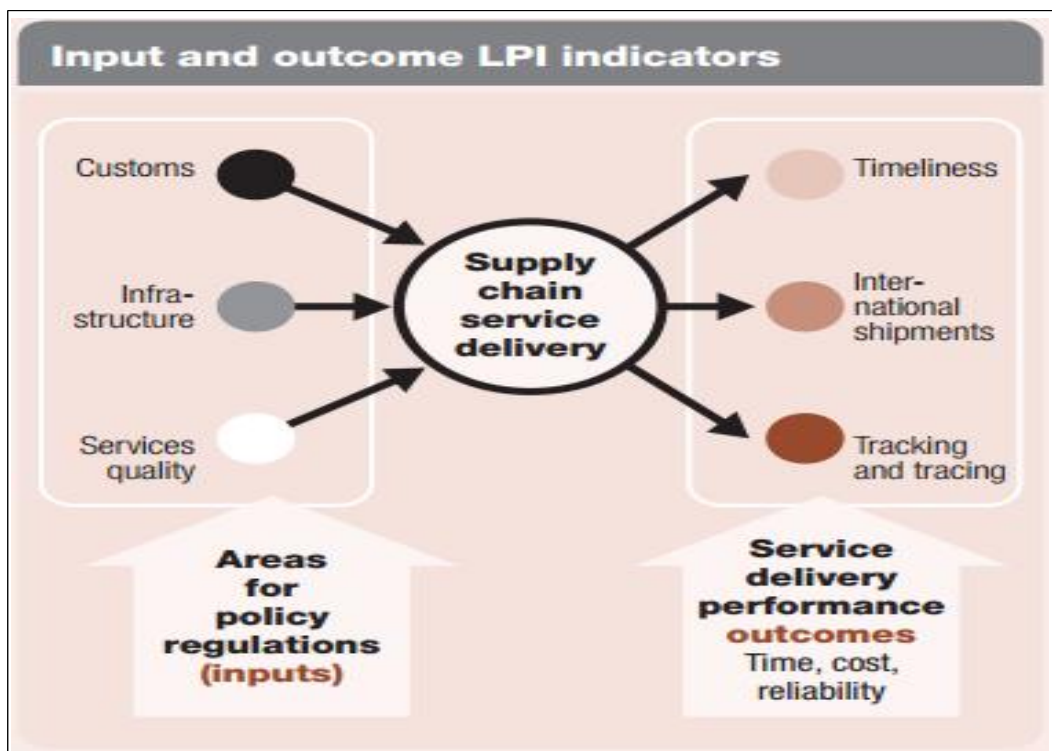 Input and outcome LPI indicators
Customs
Infra-
structure
Services
quality
Supply
chain
service
delivery
Timeliness
Inter-
national
shipments
Tracking
and tracing
Areas
for
policy
regulations
(inputs)
Service
delivery
performance
outcomes
Time, cost,
reliability